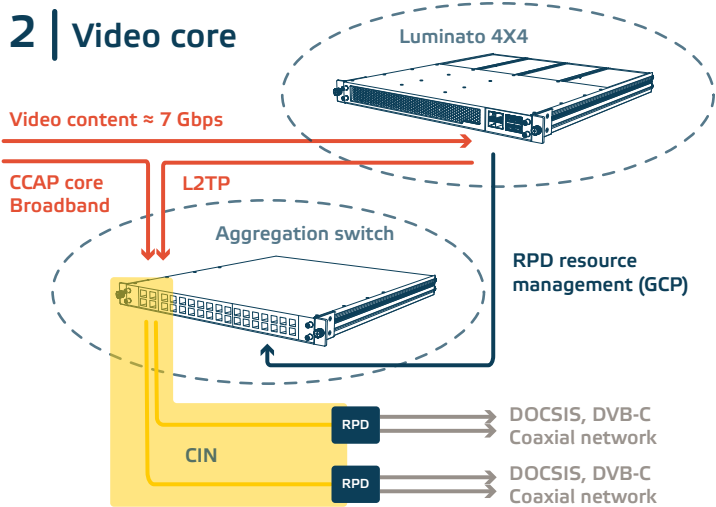 2 | Video core
Luminato 4X4
Video content ≈ 7 Gbps
CCAP core
Broadband
L2TP
Aggregation switch
RPD resource
management (GCP)
RPD
DOCSIS, DVB-C
Coaxial network
CIN
RPD
DOCSIS, DVB-C
Coaxial network